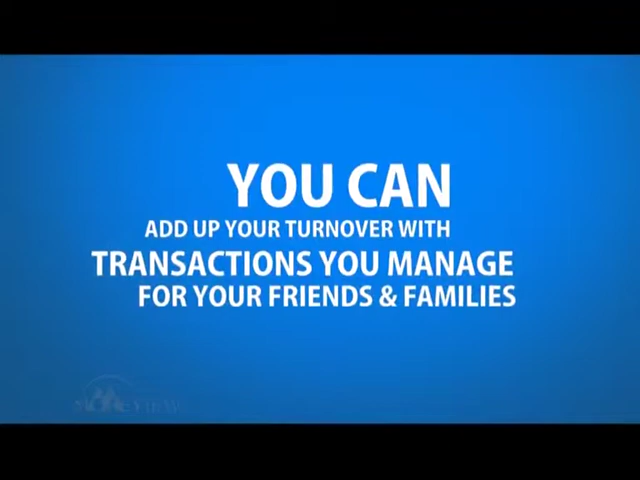 YOU CAN
ADD UP YOUR TURNOVER WITH
TRANSACTIONS YOU MANAGE
FOR YOUR FRIENDS & FAMILIES